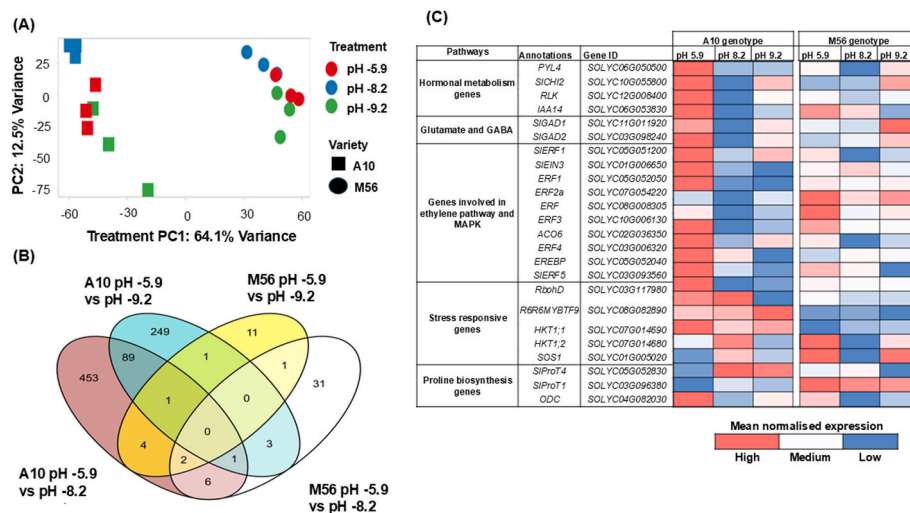 (A)
25
0
-25
-50
-75
PC2: 12.5% Variance
-60
-30
0
30
60
Treatment PC1: 64.1% Variance
Treatment
pH -5.9
pH -8.2
pH -9.2
Variety
A10
M56
(B)
A10 pH -5.9
vs pH -9.2
M56 pH -5.9
vs pH -9.2
249
11
89
1
1
453
1
0
31
0
4
3
2
1
6
A10 pH -5.9
vs pH -8.2
M56 pH -5.9
vs pH -8.2
(C)
A10 genotype M56 genotype
Pathways Annotations Gene ID pH 5.9 pH 8.2 pH 9.2 pH 5.9 pH 8.2 pH 9.2
Hormonal metabolism genes
PYL4 SOLYC06G050500
SlCHI2 SOLYC10G055800
RLK SOLYC12G008400
IAA14 SOLYC06G053830
Glutamate and GABA
SlGAD1 SOLYC11G011920
SlGAD2 SOLYC03G098240
Genes involved in ethylene pathway and MAPK
SlERF1 SOLYC05G051200
SlEIN3 SOLYC01G006650
ERF1 SOLYC05G052050
ERF2a SOLYC07G054220
ERF SOLYC08G008305
ERF3 SOLYC10G006130
ACO6 SOLYC02G036350
ERF4 SOLYC03G006320
EREBP SOLYC05G052040
SlERF5 SOLYC03G093560
Stress responsive genes
RbohD SOLYC03G117980
R6R6MYBTF9 SOLYC08G082890
HKT1;1 SOLYC07G014690
HKT1;2 SOLYC07G014680
SOS1 SOLYC01G005020
Proline biosynthesis genes
SlProT4 SOLYC05G052830
SlProT1 SOLYC03G096380
ODC SOLYC04G082030
Mean normalised expression
High Medium Low